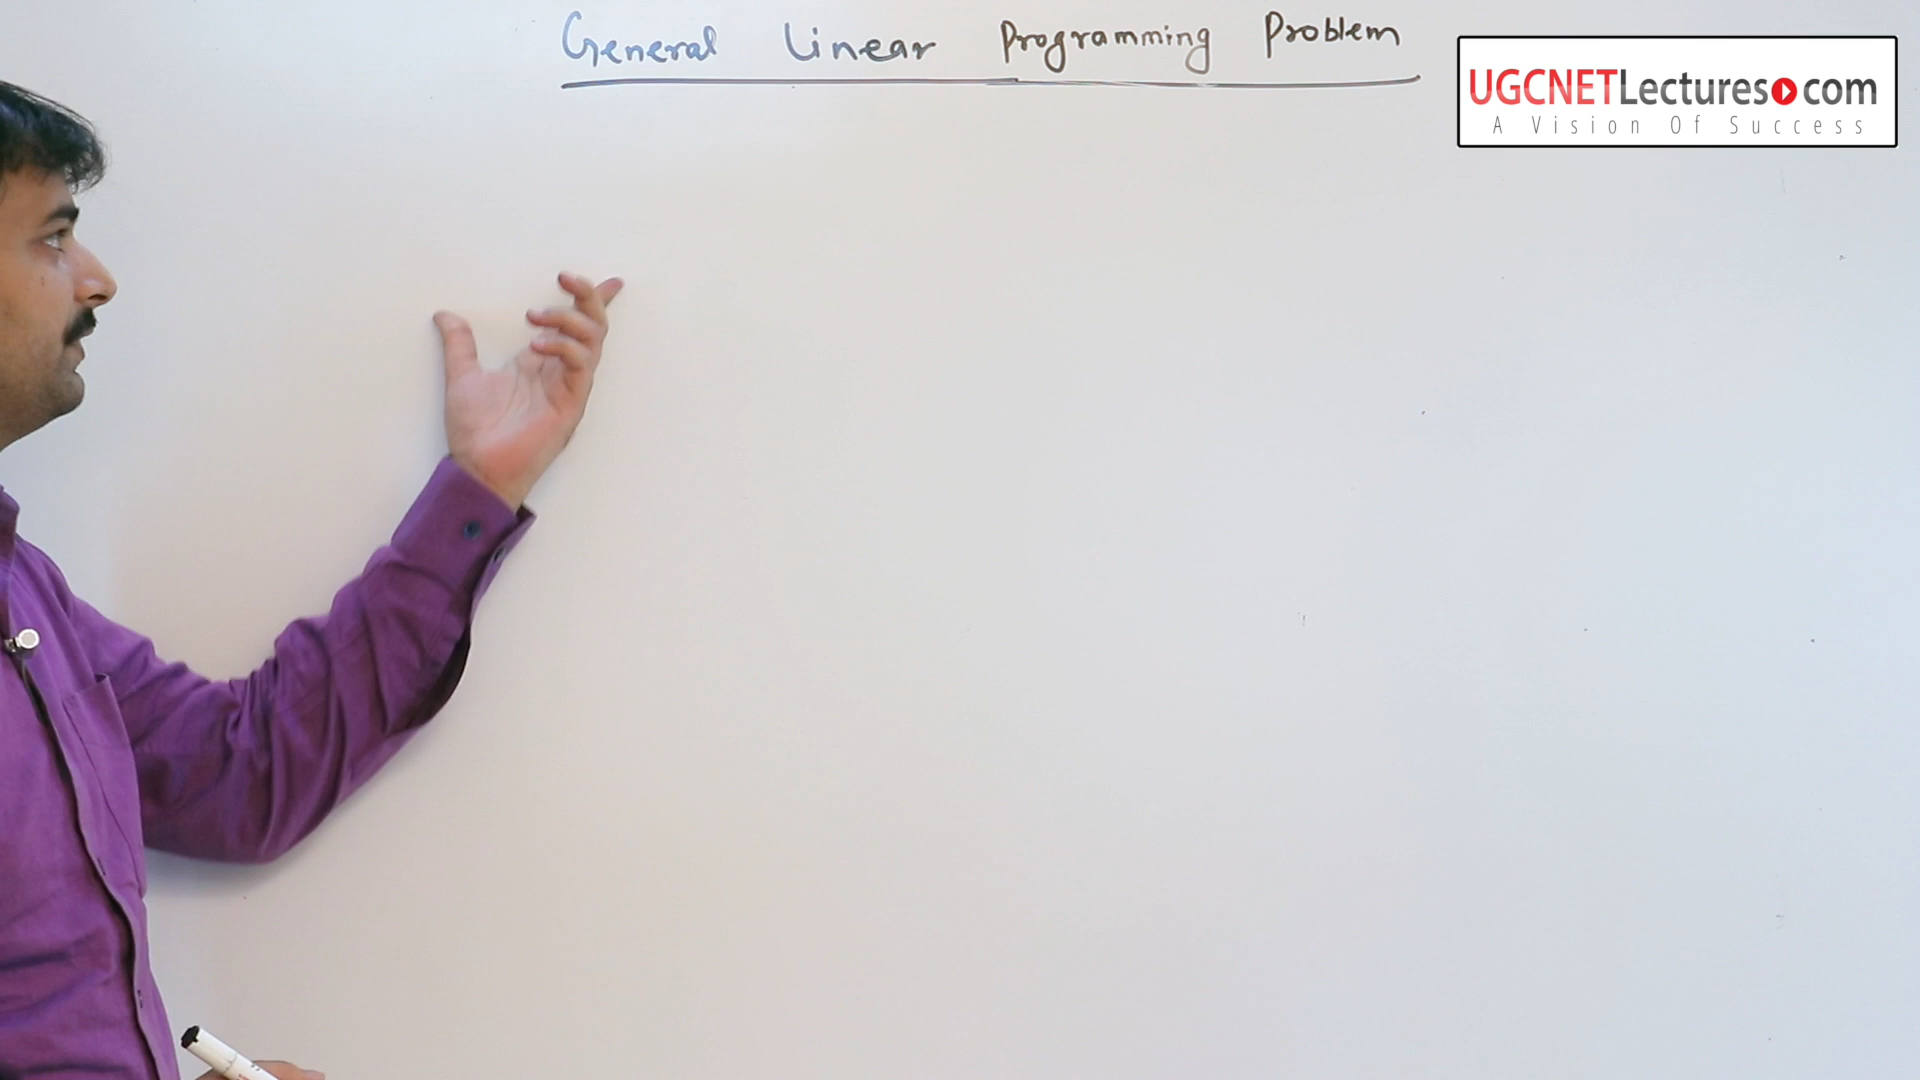 General Linear Programming Problem
UGCNETLectures.com
A Vision Of Success